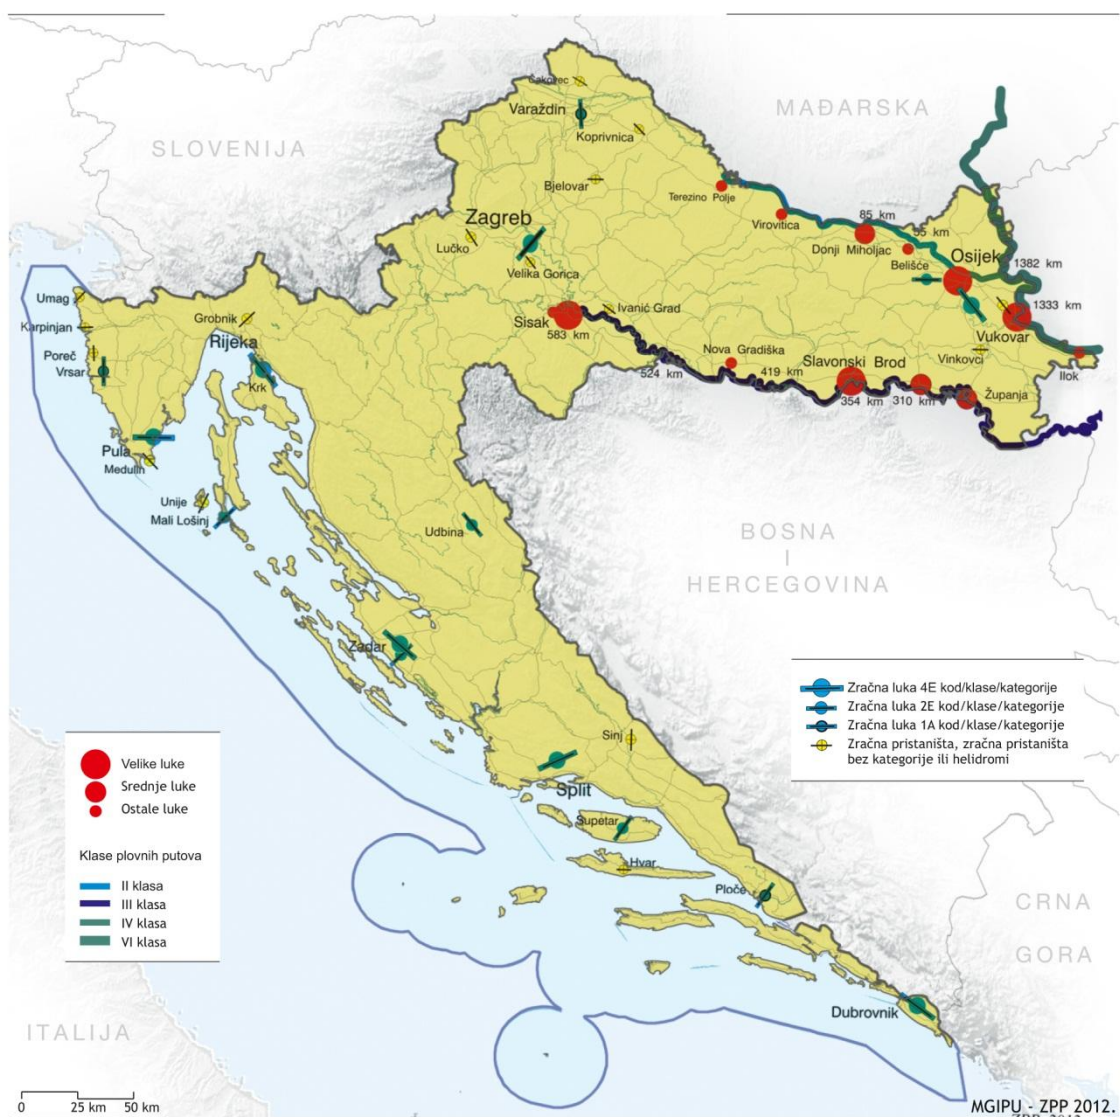 Čakovec
MAĐARSKA
Varaždin
SLOVENIJA
Koprivnica
Bjelovar
Terezino Polje
Zagreb
Virovitica
85 km
55 km
Lučko
Donji Miholjac
Osijek
Velika Gorica
Belišće
1382 km
Umag
Grobnik
Ivanić Grad
1333 km
Karpinjan
Sisak
583 km
Vukovar
Rijeka
Poreč
Vrsar
Nova Gradiška
Slavonski Brod
Vinkovci
Ilok
524 km
419 km
Krk
354 km
310 km
Županja
Pula
Medulin
Unije
Mali Lošinj
Udbina
BOSNA
I
HERCEGOVINA
Zadar
Zračna luka 4E kod/klase/kategorije
Zračna luka 2E kod/klase/kategorije
Zračna luka 1A kod/klase/kategorije
Zračna pristaništa, zračna pristaništa
bez kategorije ili helidromi
Sinj
Velike luke
Srednje luke
Ostale luke
Split
Supetar
Klase plovnih putova
Hvar
II klasa
III klasa
IV klasa
VI klasa
Ploče
CRNA
GORA
Dubrovnik
ITALIJA
0 25 km 50 km
MGIPU - ZPP 2012.